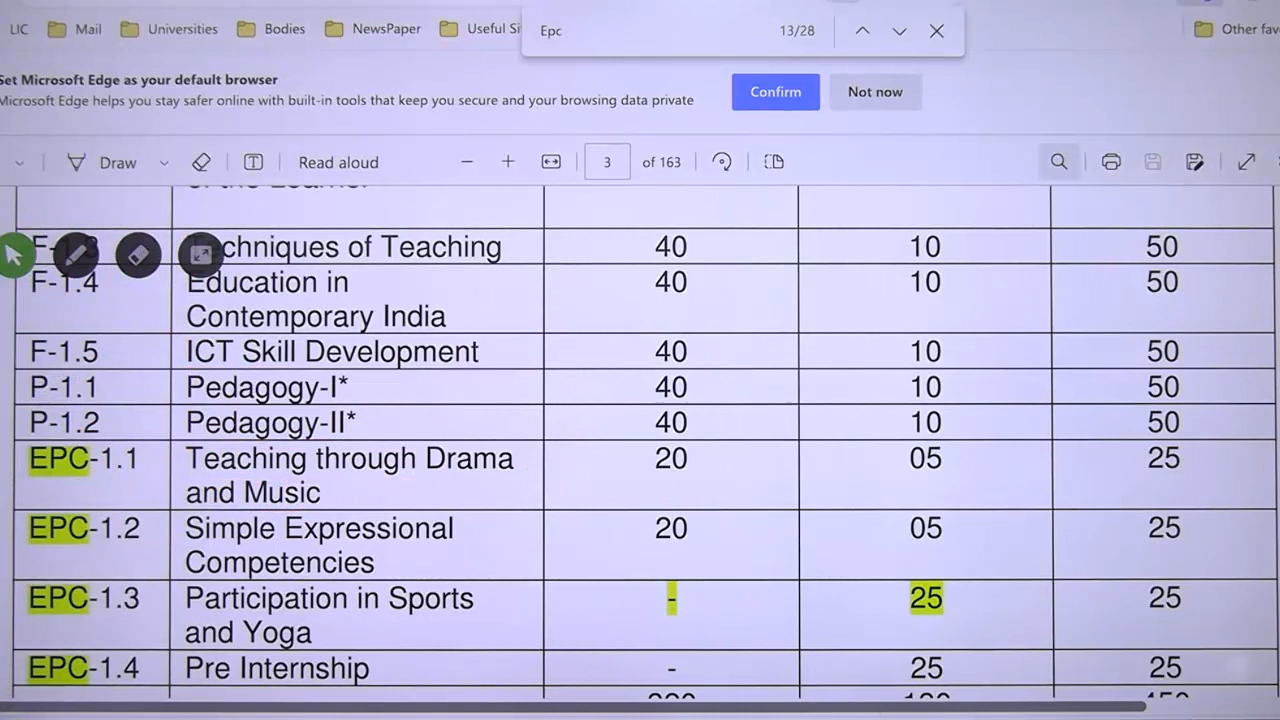 LIC Mail Universities Bodies NewsPaper Useful Si Epc 13/28 Other fav
Set Microsoft Edge as your default browser
Microsoft Edge helps you stay safer online with built-in tools that keep you secure and your browsing data private
Confirm Not now
Draw Read aloud 3 of 163
Techniques of Teaching 40 10 50
F-1.4 Education in 40 10 50
Contemporary India
F-1.5 ICT Skill Development 40 10 50
P-1.1 Pedagogy-I* 40 10 50
P-1.2 Pedagogy-II* 40 10 50
EPC-1.1 Teaching through Drama 20 05 25
and Music
EPC-1.2 Simple Expressional 20 05 25
Competencies
EPC-1.3 Participation in Sports - 25 25
and Yoga
EPC-1.4 Pre Internship - 25 25